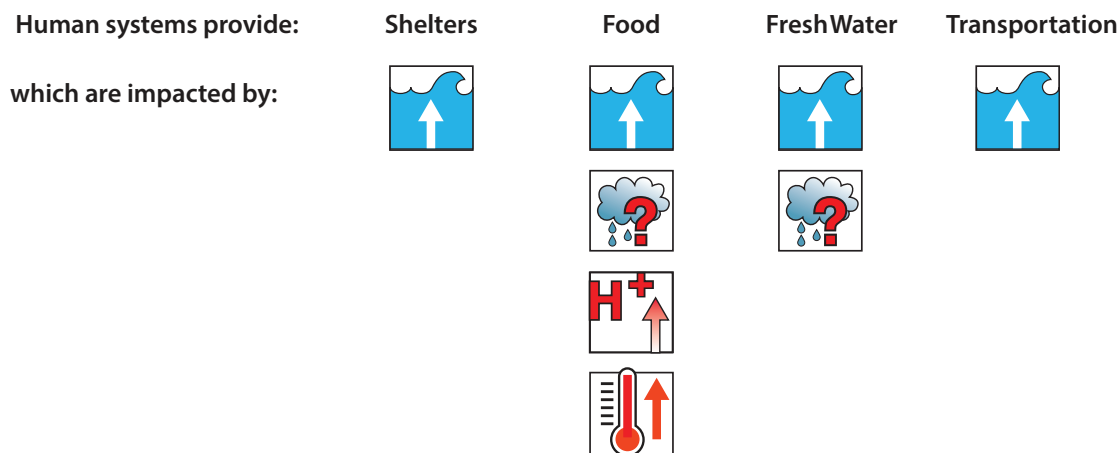 Human systems provide: Shelters Food Fresh Water Transportation
which are impacted by:
?
?
H+